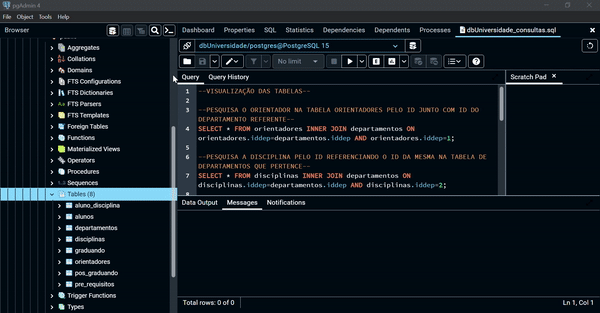 pgAdmin 4
File Object Tools Help
Browser
Dashboard Properties SQL Statistics Dependencies Dependents Processes dbUniversidade_consultas.sql
Aggregates
Collations
Domains
FTS Configurations
FTS Dictionaries
FTS Parsers
FTS Templates
Foreign Tables
Functions
Materialized Views
Operators
Procedures
1..3 Sequences
Tables (8)
aluno_disciplina
alunos
departamentos
disciplinas
graduando
orientadores
pos_graduando
pre_requisitos
Trigger Functions
Types
dbUniversidade/postgres@PostgreSQL 15
No limit
Query Query History
Scratch Pad
1 --VISUALIZAÇÃO DAS TABELAS--
2
3 --PESQUISA O ORIENTADOR NA TABELA ORIENTADORES PELO ID JUNTO COM ID DO
DEPARTAMENTO REFERENTE--
4 SELECT * FROM orientadores INNER JOIN departamentos ON
orientadores.iddep=departamentos.iddep AND orientadores.iddep=1;
5
6 --PESQUISA A DISCIPLINA PELO ID REFERENCIANDO O ID DA MESMA NA TABELA DE
DEPARTAMENTOS QUE PERTENCE--
7 SELECT * FROM disciplinas INNER JOIN departamentos ON
disciplinas.iddep=departamentos.iddep AND disciplinas.iddep=2;
8
Data Output Messages Notifications
Total rows: 0 of 0
Ln 1, Col 1